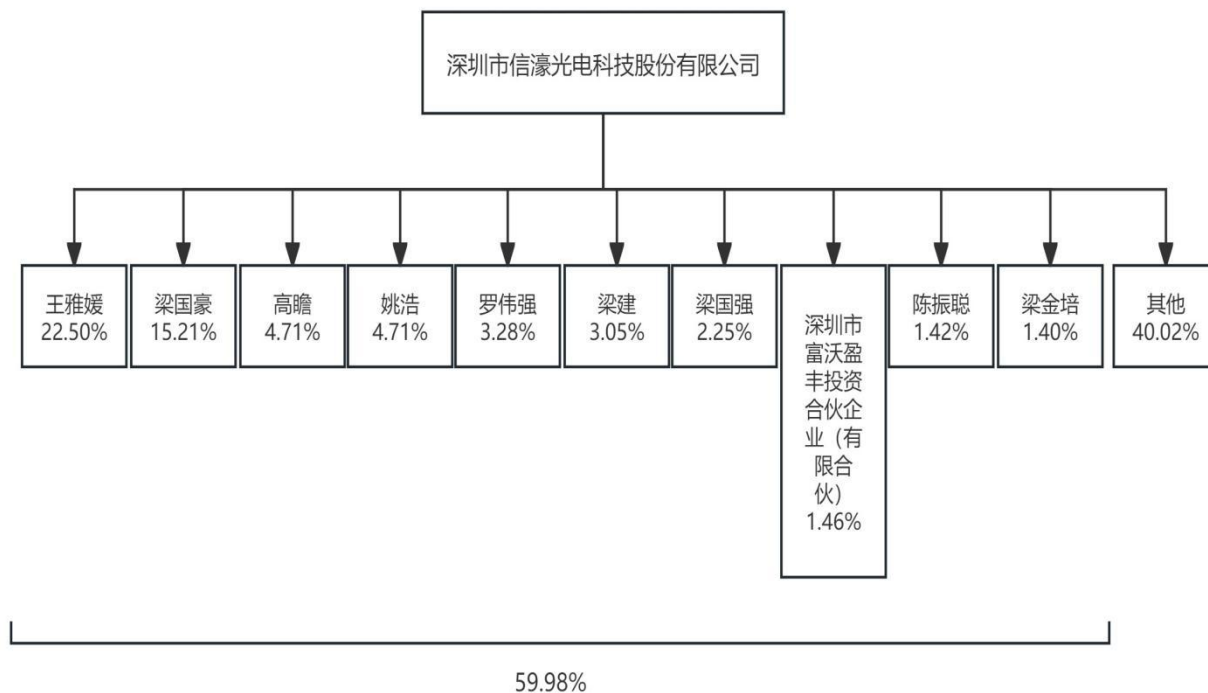 深圳市信濠光电科技股份有限公司
王雅媛
22.50%
梁国豪
15.21%
高瞻
4.71%
姚浩
4.71%
罗伟强
3.28%
梁建
3.05%
梁国强
2.25%
深圳市
富沃盈
丰投资
合伙企
业（有
限合
伙）
1.46%
陈振聪
1.42%
梁金培
1.40%
其他
40.02%
59.98%